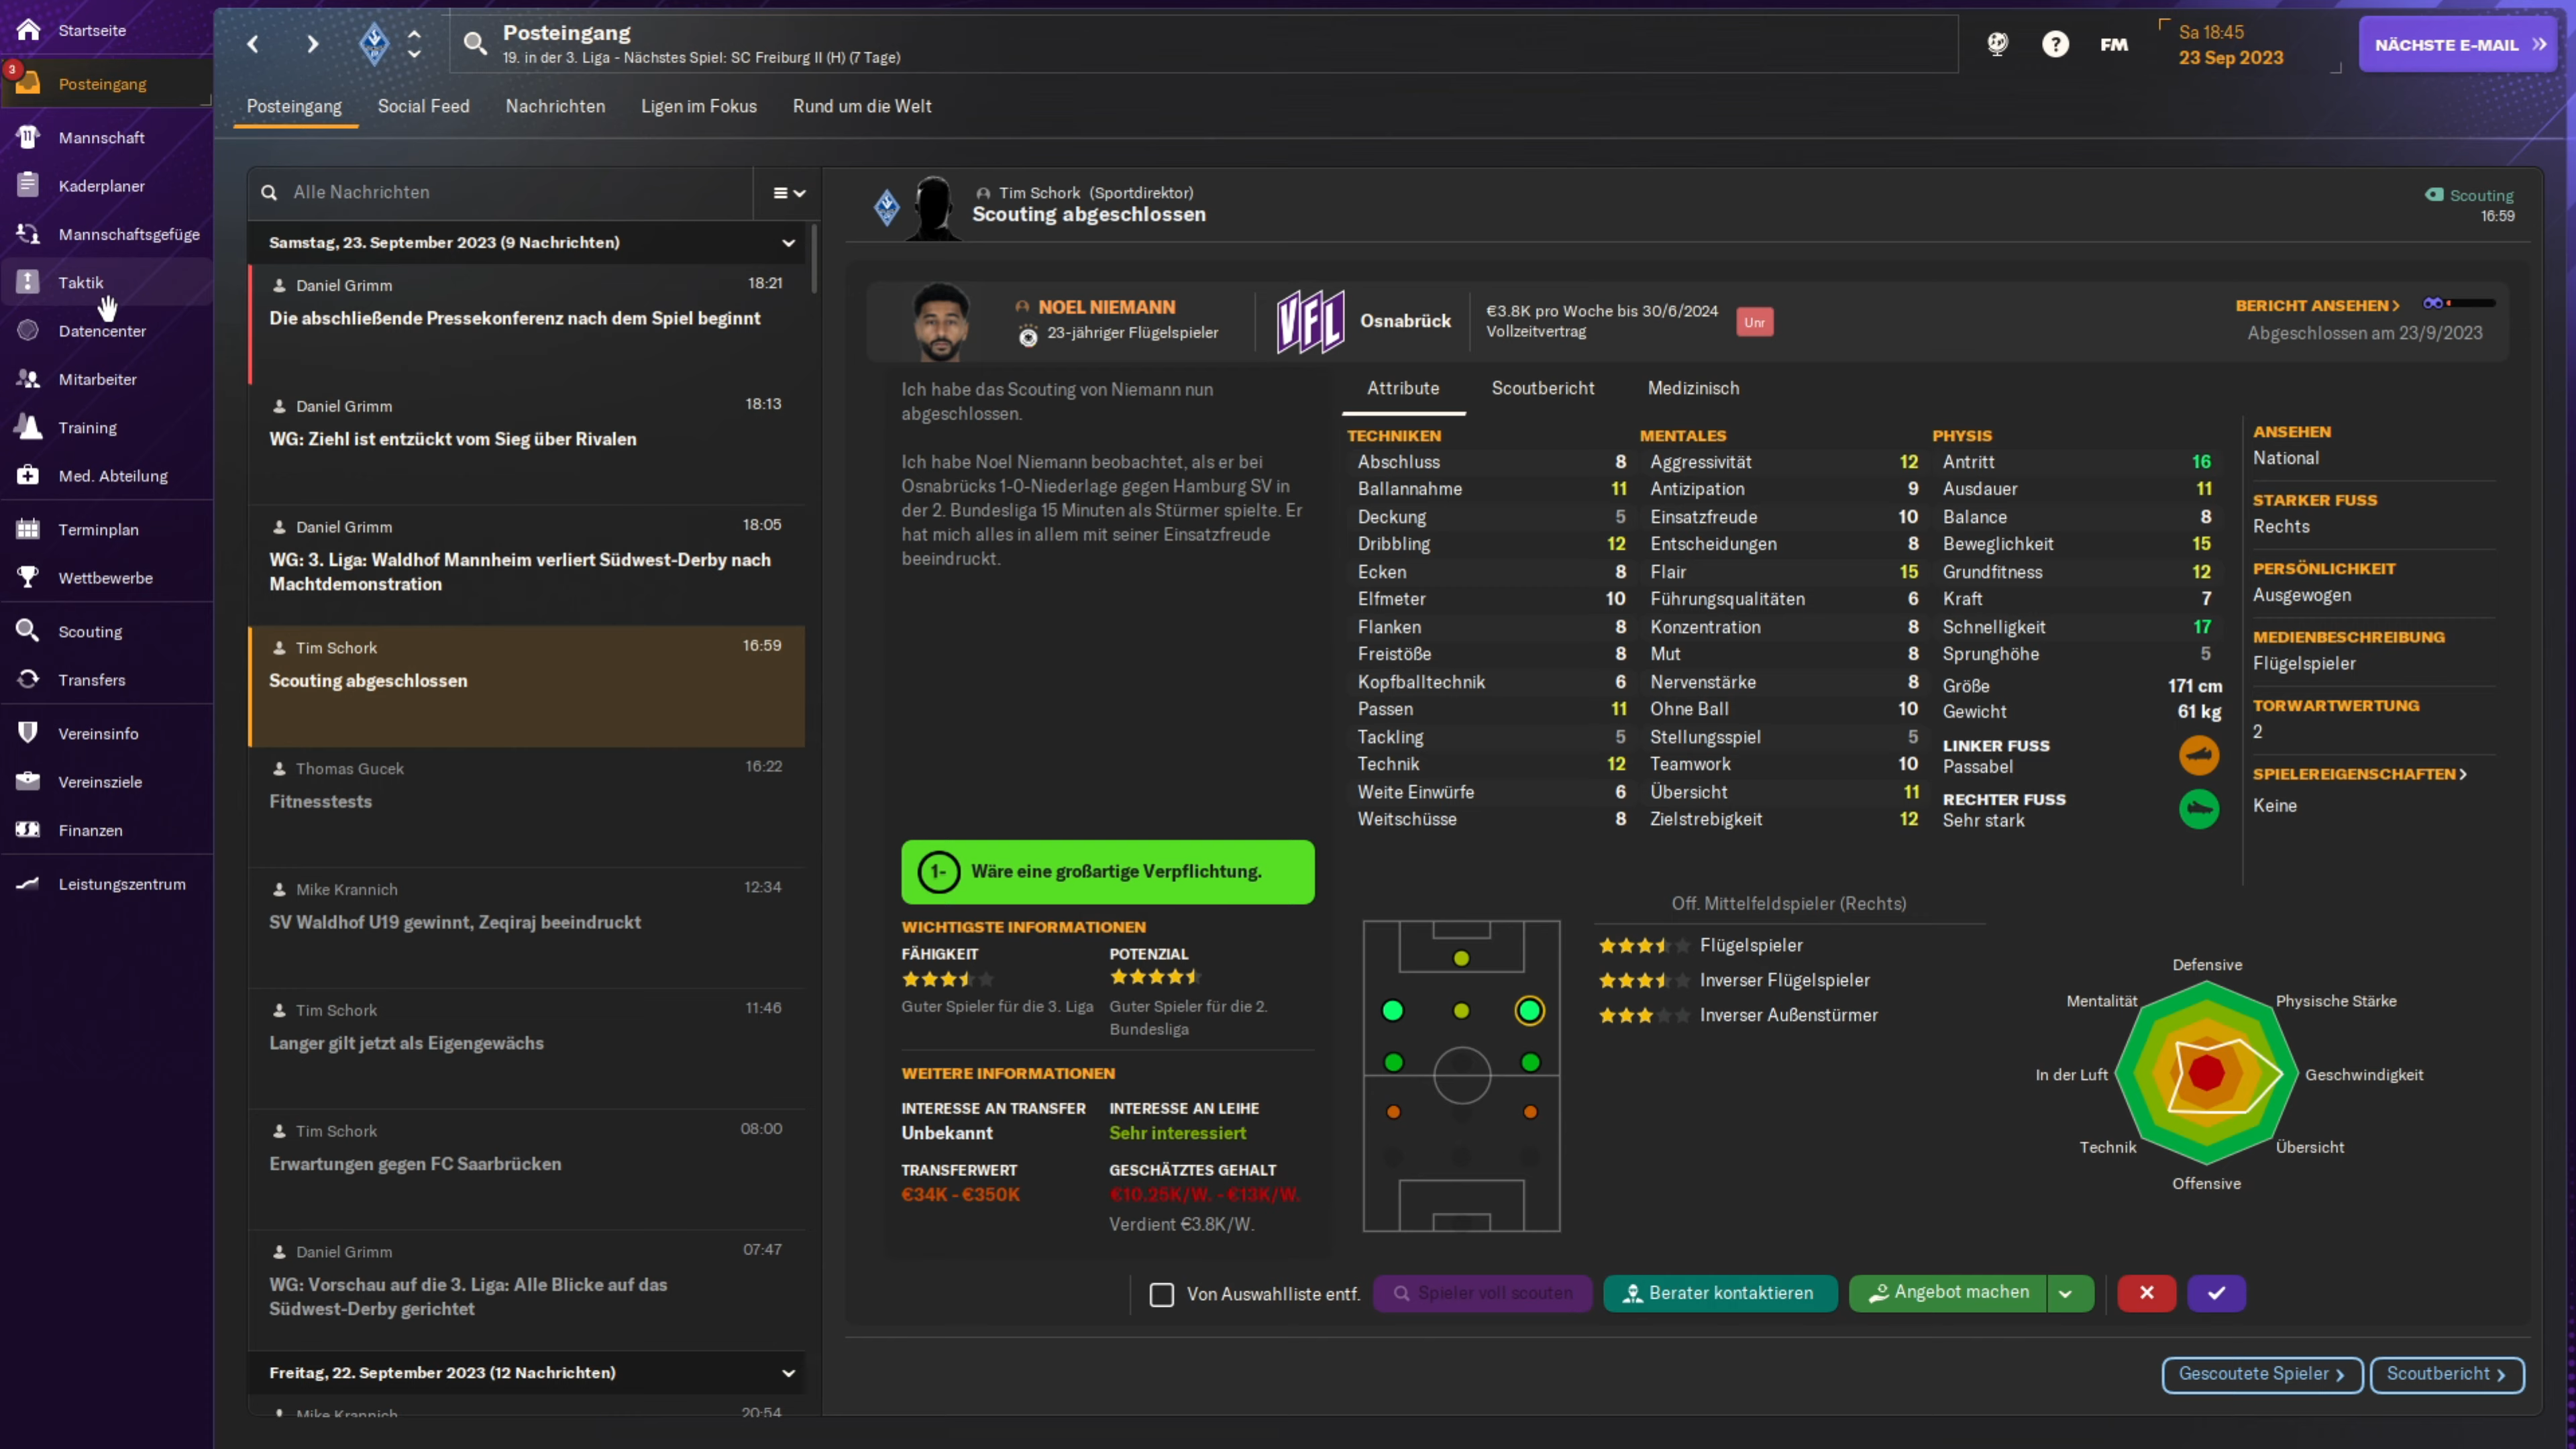 Startseite
3
Posteingang
Mannschaft
Kaderplaner
Mannschaftsgefüge
Taktik
Datencenter
Mitarbeiter
Training
Med. Abteilung
Terminplan
Wettbewerbe
Scouting
Transfers
Vereinsinfo
Vereinsziele
Finanzen
Leistungszentrum
Posteingang
19. in der 3. Liga - Nächstes Spiel: SC Freiburg II (H) (7 Tage)
FM
Sa 18:45
23 Sep 2023
NÄCHSTE E-MAIL
Posteingang Social Feed Nachrichten Ligen im Fokus Rund um die Welt
Alle Nachrichten
Samstag, 23. September 2023 (9 Nachrichten)
Daniel Grimm 18:21
Die abschließende Pressekonferenz nach dem Spiel beginnt
Daniel Grimm 18:13
WG: Ziehl ist entzückt vom Sieg über Rivalen
Daniel Grimm 18:05
WG: 3. Liga: Waldhof Mannheim verliert Südwest-Derby nach
Machtdemonstration
Tim Schork 16:59
Scouting abgeschlossen
Thomas Gucek 16:22
Fitnesstests
Mike Krannich 12:34
SV Waldhof U19 gewinnt, Zeqiraj beeindruckt
Tim Schork 11:46
Langer gilt jetzt als Eigengewächs
Tim Schork 08:00
Erwartungen gegen FC Saarbrücken
Daniel Grimm 07:47
WG: Vorschau auf die 3. Liga: Alle Blicke auf das
Südwest-Derby gerichtet
Freitag, 22. September 2023 (12 Nachrichten)
Mike Krannich 20:54
Tim Schork (Sportdirektor)
Scouting abgeschlossen
Scouting
16:59
NOEL NIEMANN
23-jähriger Flügelspieler
VFL
Osnabrück
€3.8K pro Woche bis 30/6/2024
Vollzeitvertrag
Unr
BERICHT ANSEHEN
Abgeschlossen am 23/9/2023
Ich habe das Scouting von Niemann nun
abgeschlossen.
Ich habe Noel Niemann beobachtet, als er bei
Osnabrücks 1-0-Niederlage gegen Hamburg SV in
der 2. Bundesliga 15 Minuten als Stürmer spielte. Er
hat mich alles in allem mit seiner Einsatzfreude
beeindruckt.
1- Wäre eine großartige Verpflichtung.
WICHTIGSTE INFORMATIONEN
FÄHIGKEIT POTENZIAL
Guter Spieler für die 3. Liga Guter Spieler für die 2.
Bundesliga
WEITERE INFORMATIONEN
INTERESSE AN TRANSFER INTERESSE AN LEIHE
Unbekannt Sehr interessiert
TRANSFERWERT GESCHÄTZTES GEHALT
€34K - €350K €10.25K/W. - €13K/W.
Verdient €3.8K/W.
Attribute Scoutbericht Medizinisch
TECHNIKEN MENTALES PHYSIS
Abschluss 8 Aggressivität 12 Antritt 16
Ballannahme 11 Antizipation 9 Ausdauer 11
Deckung 5 Einsatzfreude 10 Balance 8
Dribbling 12 Entscheidungen 8 Beweglichkeit 15
Ecken 8 Flair 15 Grundfitness 12
Elfmeter 10 Führungsqualitäten 6 Kraft 7
Flanken 8 Konzentration 8 Schnelligkeit 17
Freistöße 8 Mut 8 Sprunghöhe 5
Kopfballtechnik 6 Nervenstärke 8 Größe 171 cm
Passen 11 Ohne Ball 10 Gewicht 61 kg
Tackling 5 Stellungsspiel 5
Technik 12 Teamwork 10
Weite Einwürfe 6 Übersicht 11
Weitschüsse 8 Zielstrebigkeit 12
LINKER FUSS
Passabel
RECHTER FUSS
Sehr stark
ANSEHEN
National
STARKER FUSS
Rechts
PERSÖNLICHKEIT
Ausgewogen
MEDIENBESCHREIBUNG
Flügelspieler
TORWARTWERTUNG
2
SPIELEREIGENSCHAFTEN
Keine
Off. Mittelfeldspieler (Rechts)
Flügelspieler
Inverser Flügelspieler
Inverser Außenstürmer
Defensive
Mentalität Physische Stärke
In der Luft Geschwindigkeit
Technik Übersicht
Offensive
Von Auswahlliste entf. Spieler voll scouten Berater kontaktieren Angebot machen
Gescoutete Spieler Scoutbericht